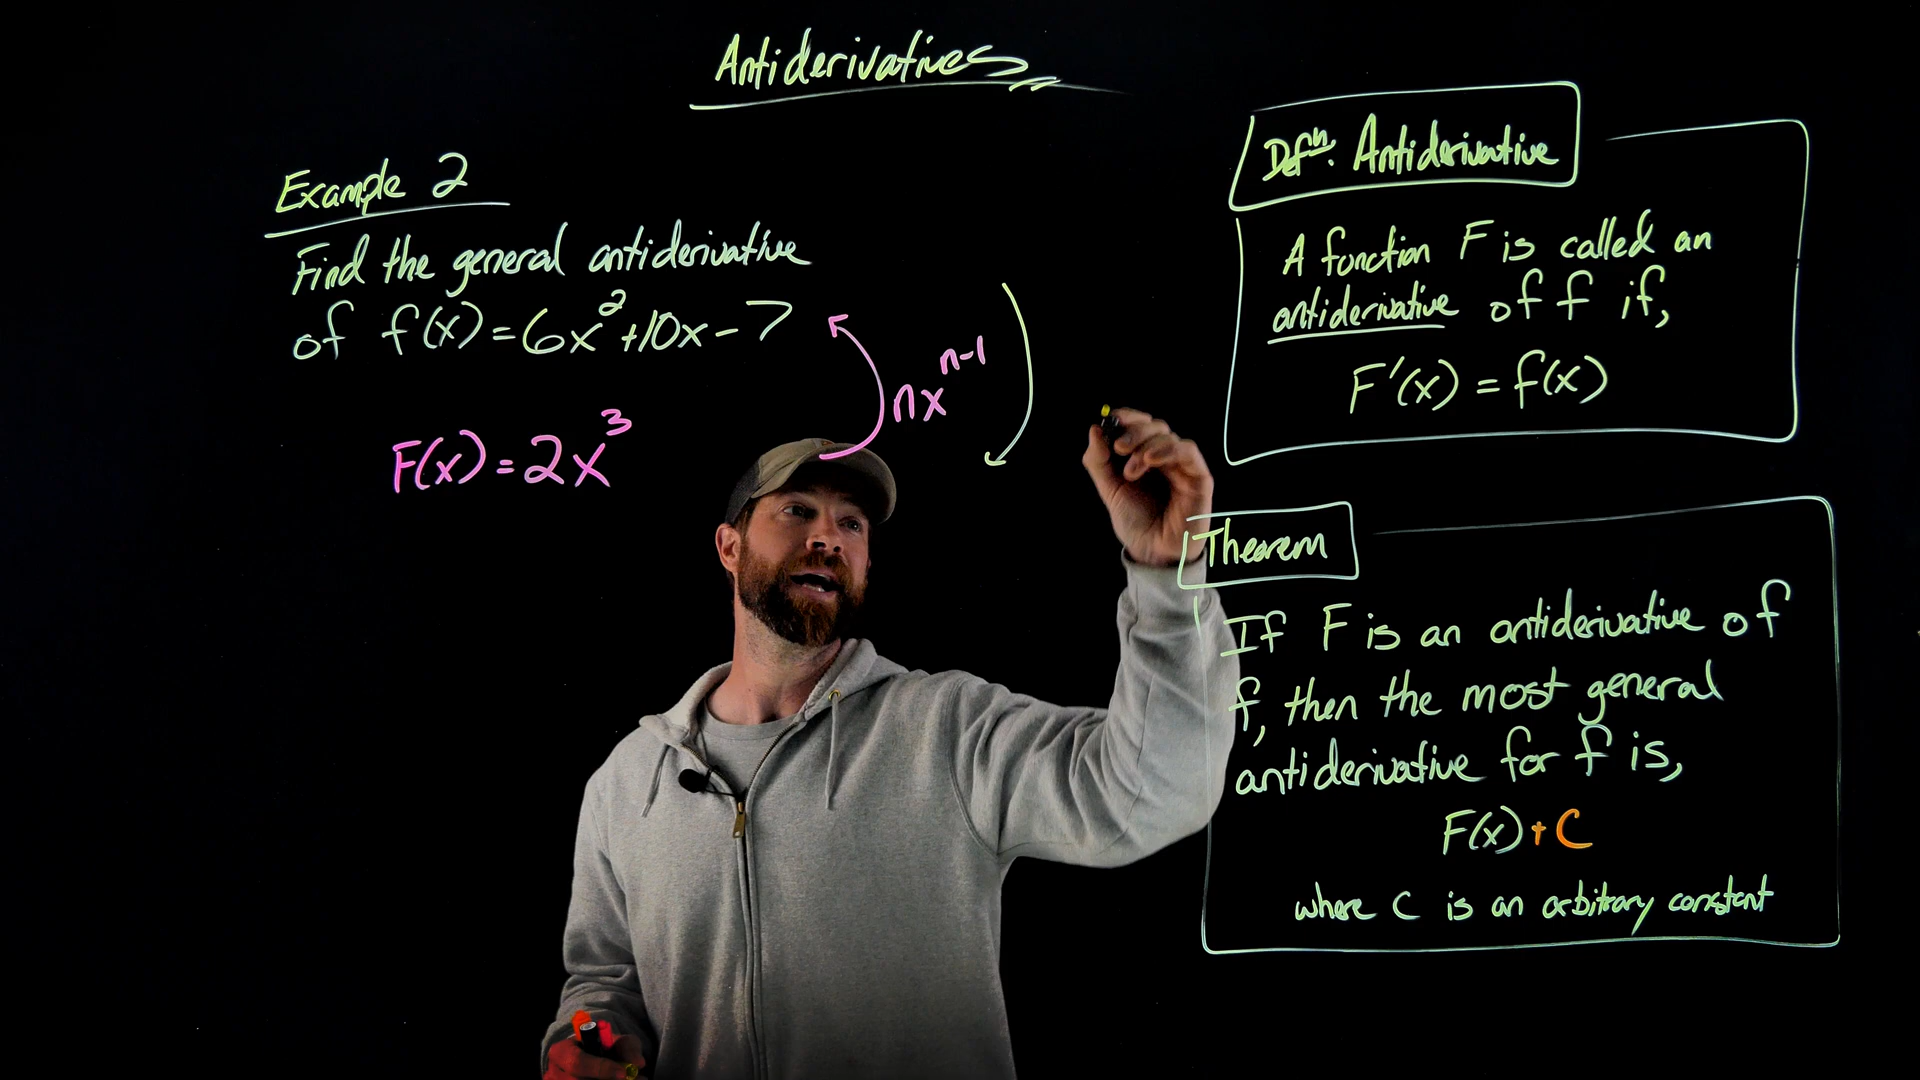 Antiderivatives
Example 2
Find the general antiderivative
of f(x) = 6x² + 10x - 7
nxⁿ⁻¹
F(x) = 2x³
Defⁿ: Antiderivative
A function F is called an
antiderivative of f if,
F'(x) = f(x)
Theorem
If F is an antiderivative of
f, then the most general
antiderivative for f is,
F(x) + C
where C is an arbitrary constant